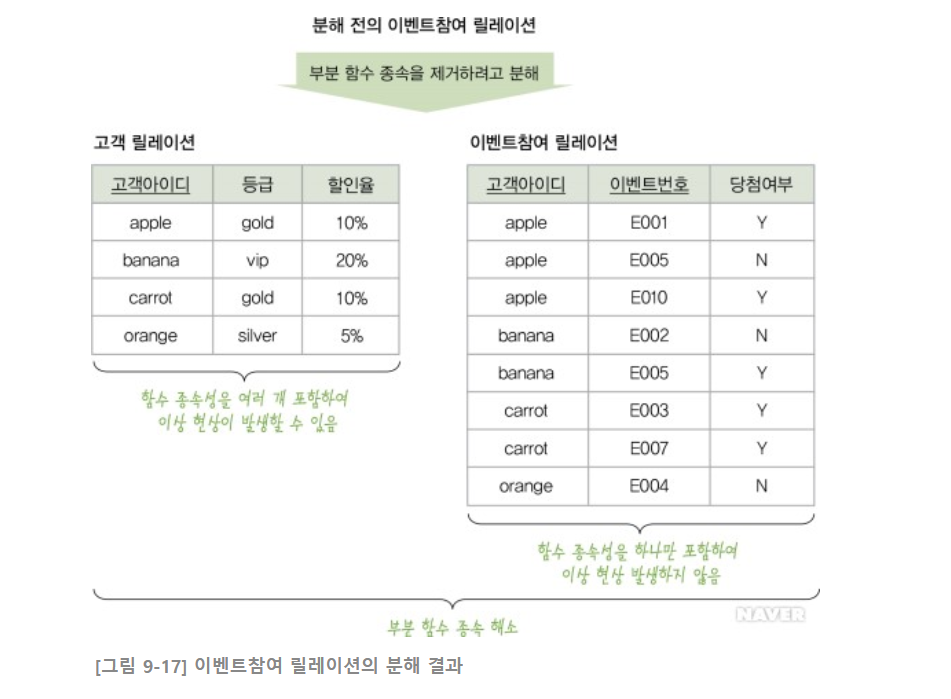 분해 전의 이벤트참여 릴레이션
부분 함수 종속을 제거하려고 분해
고객 릴레이션
고객아이디 등급 할인율
apple gold 10%
banana vip 20%
carrot gold 10%
orange silver 5%
함수 종속성을 여러 개 포함하여
이상 현상이 발생할 수 있음
이벤트참여 릴레이션
고객아이디 이벤트번호 당첨여부
apple E001 Y
apple E005 N
apple E010 Y
banana E002 N
banana E005 Y
carrot E003 Y
carrot E007 Y
orange E004 N
함수 종속성을 하나만 포함하여
이상 현상 발생하지 않음
부분 함수 종속 해소
NAVER
[그림 9-17] 이벤트참여 릴레이션의 분해 결과